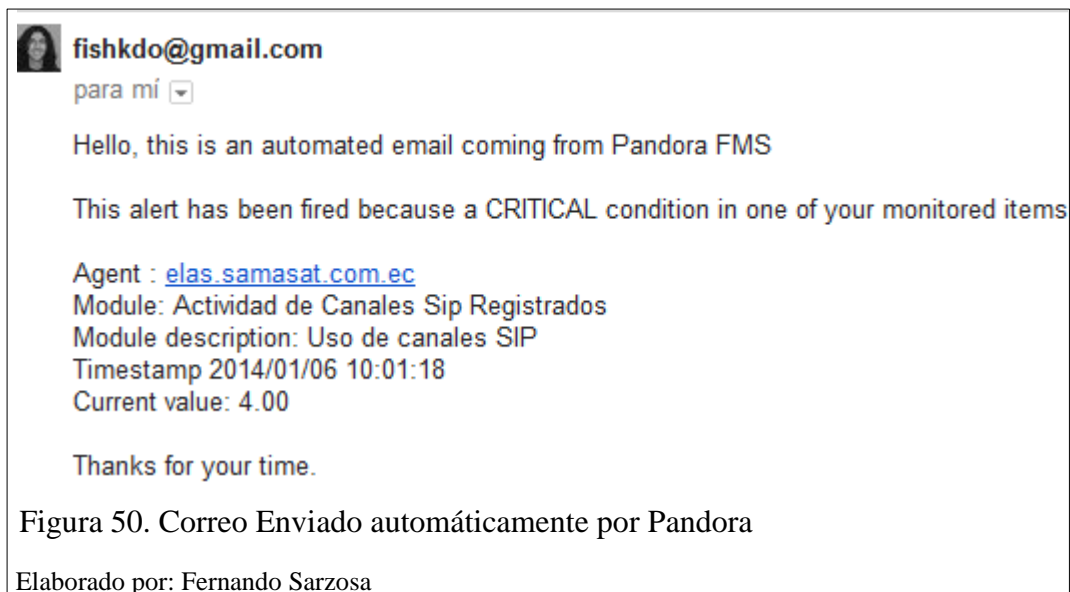 fishkdo@gmail.com
para mí
Hello, this is an automated email coming from Pandora FMS
This alert has been fired because a CRITICAL condition in one of your monitored items
Agent : elas.samasat.com.ec
Module: Actividad de Canales Sip Registrados
Module description: Uso de canales SIP
Timestamp 2014/01/06 10:01:18
Current value: 4.00
Thanks for your time.
Figura 50. Correo Enviado automáticamente por Pandora
Elaborado por: Fernando Sarzosa